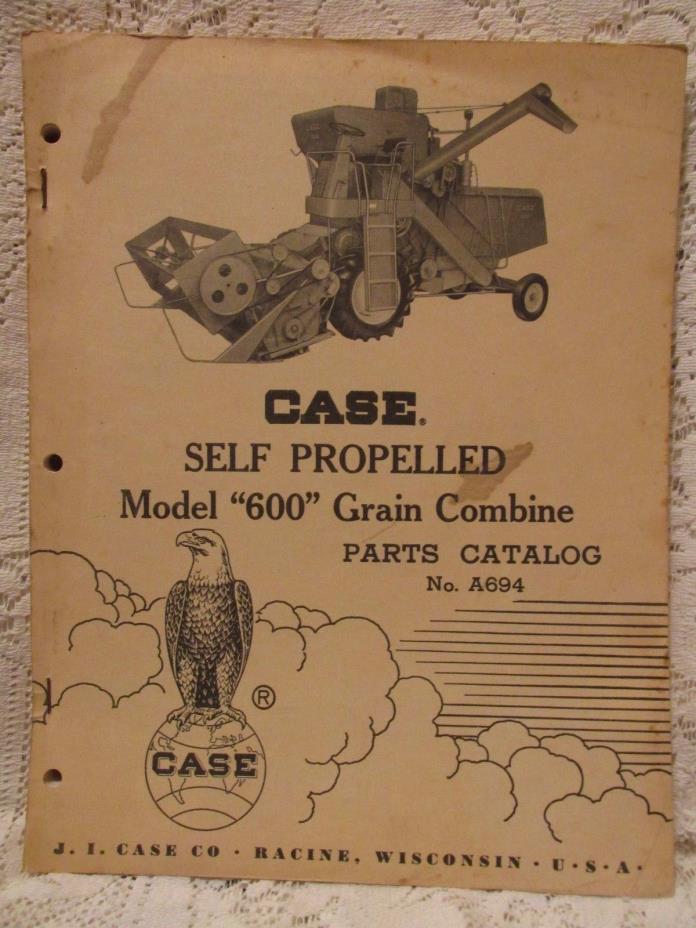 CASE®
SELF PROPELLED
Model "600" Grain Combine
PARTS CATALOG
No. A694
®
CASE
J. I. CASE CO · RACINE, WISCONSIN · U·S·A·